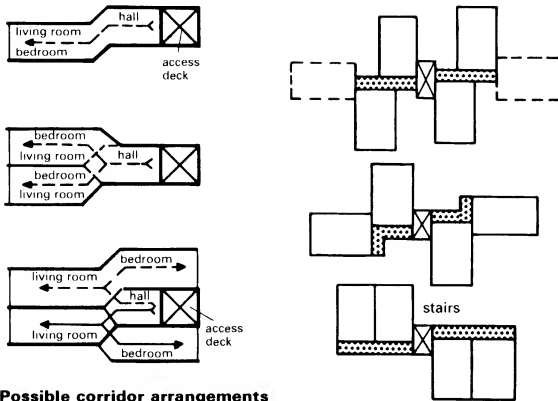 hall
living room
bedroom
access
deck
bedroom
living room
hall
bedroom
living room
bedroom
living room
hall
access
deck
living room
bedroom
stairs
Possible corridor arrangements